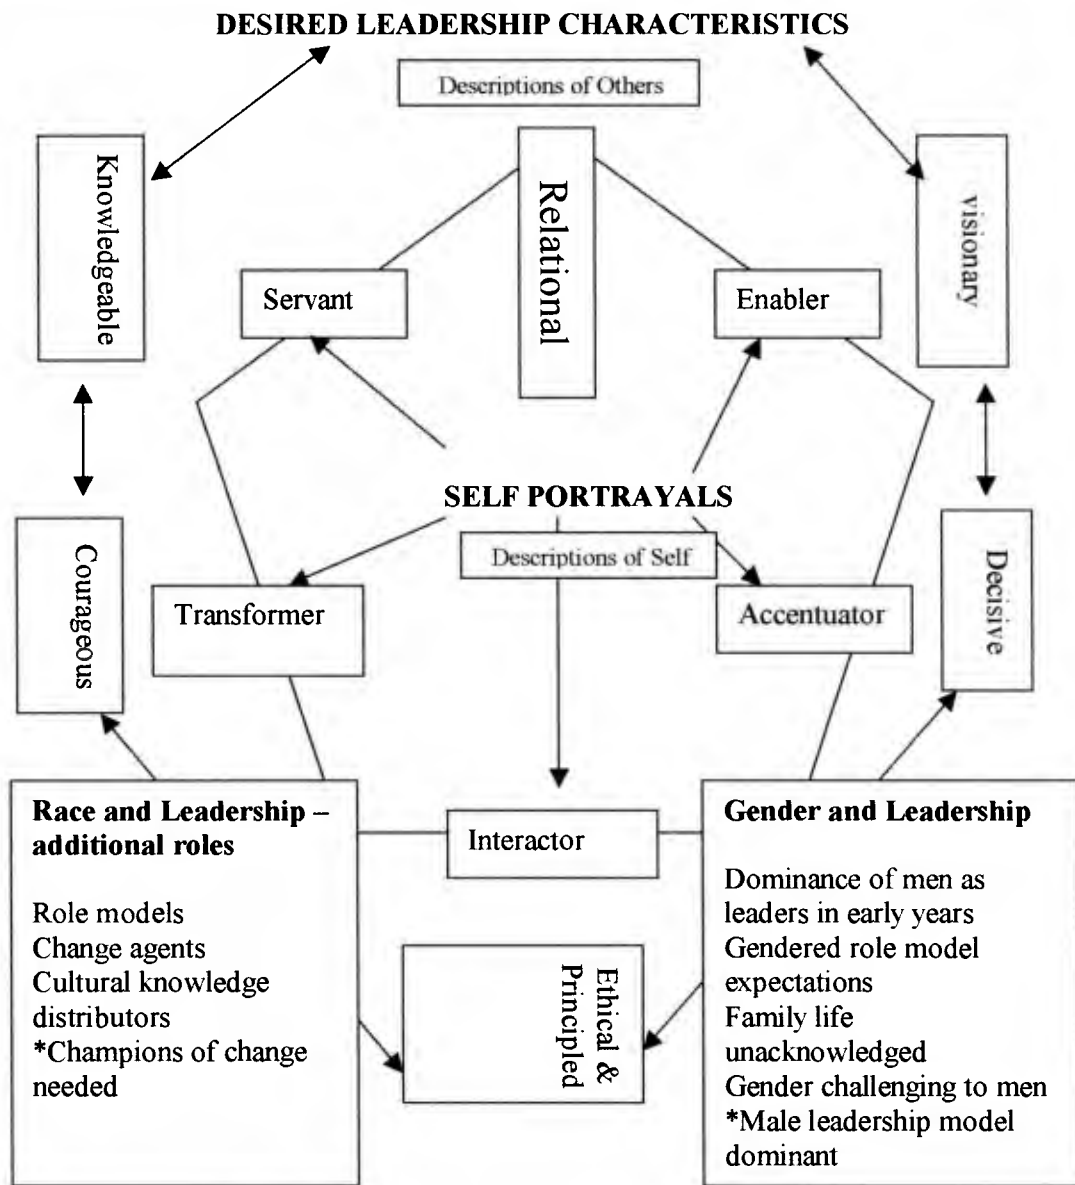 DESIRED LEADERSHIP CHARACTERISTICS
Descriptions of Others
Knowledgeable
Relational
visionary
Servant
Enabler
SELF PORTRAYALS
Descriptions of Self
Courageous
Transformer
Accentuator
Decisive
Race and Leadership –
additional roles
Role models
Change agents
Cultural knowledge
distributors
*Champions of change
needed
Interactor
Ethical &
Principled
Gender and Leadership
Dominance of men as
leaders in early years
Gendered role model
expectations
Family life
unacknowledged
Gender challenging to men
*Male leadership model
dominant